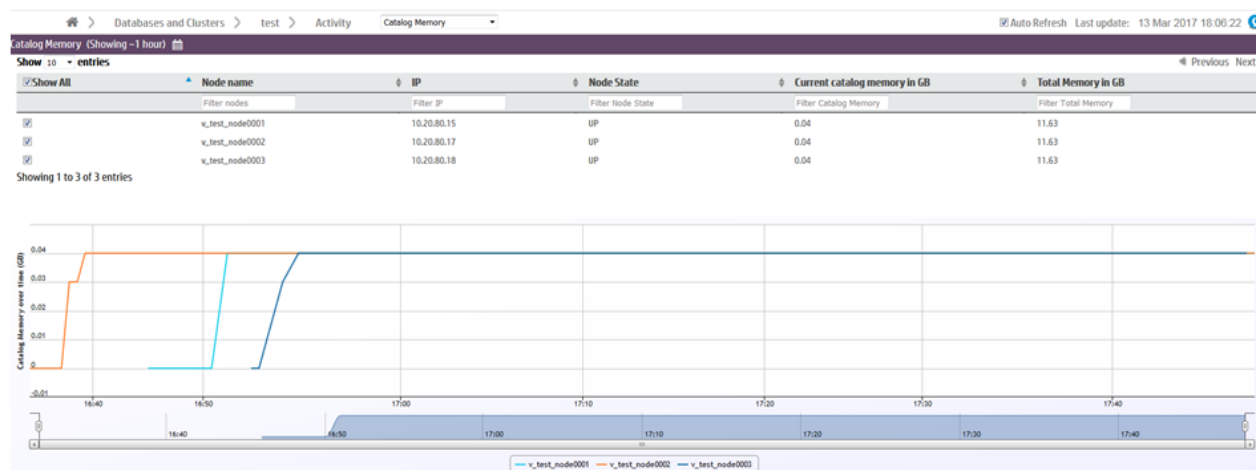 Databases and Clusters > test > Activity Catalog Memory Auto Refresh Last update: 13 Mar 2017 18:06:22
Catalog Memory (Showing ~1 hour)
Show 10 entries Previous Next
Show All Node name IP Node State Current catalog memory in GB Total Memory in GB
Filter nodes Filter IP Filter Node State Filter Catalog Memory Filter Total Memory
v_test_node0001 10.20.80.15 UP 0.04 11.63
v_test_node0002 10.20.80.17 UP 0.04 11.63
v_test_node0003 10.20.80.18 UP 0.04 11.63
Showing 1 to 3 of 3 entries
Catalog Memory over time (GB)
0.04
0.03
0.02
0.01
0
-0.01
16:40 16:50 17:00 17:10 17:20 17:30 17:40
16:40 16:50 17:00 17:10 17:20 17:30 17:40
v_test_node0001 v_test_node0002 v_test_node0003